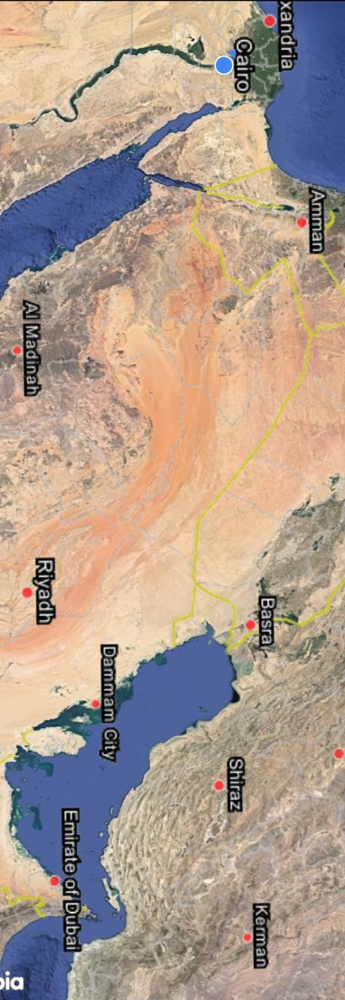 xandria
Cairo
Amman
Al Madinah
Riyadh
Basra
Dammam City
Shiraz
Emirate of Dubai
Kerman
bia